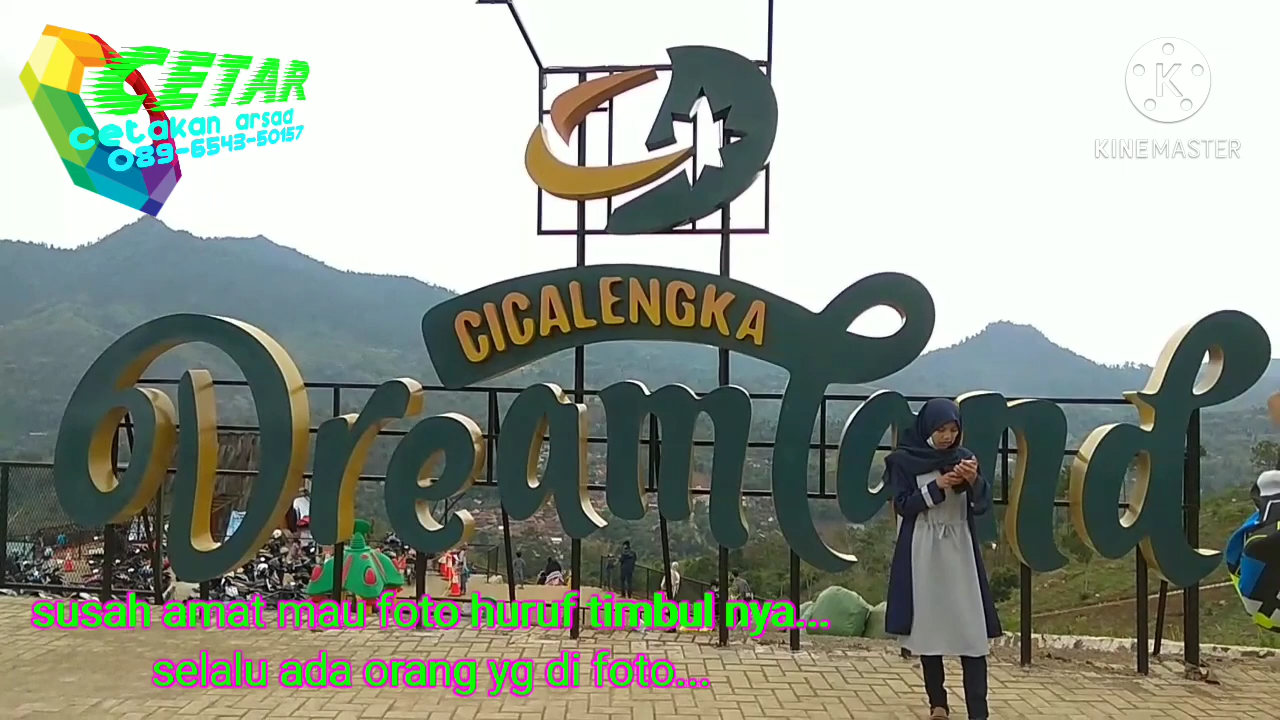 CETAR
cetakan arsad
089-6543-50157
KINEMASTER
CICALENGKA
Dreamland
susah amat mau foto huruf timbul nya...
selalu ada orang yg di foto...